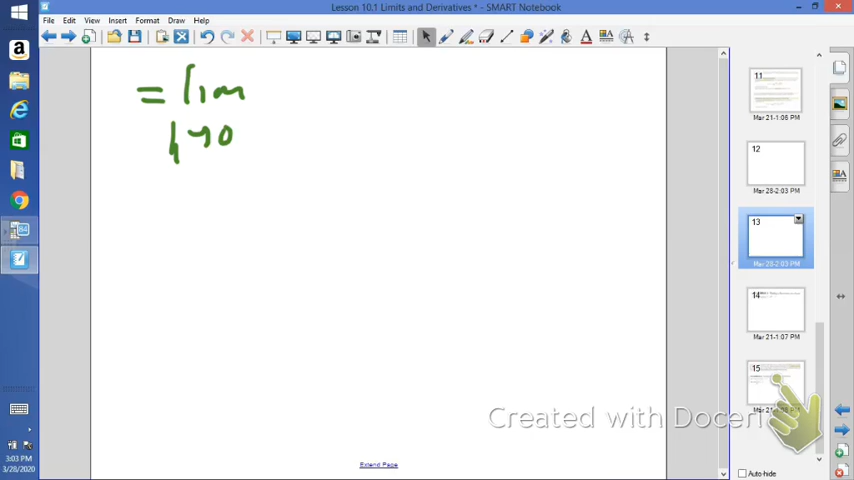 Lesson 10.1 Limits and Derivatives * - SMART Notebook
File Edit View Insert Format Draw Tools Help
= lim
h→0
11
Mar 21-1:06 PM
12
Mar 28-2:03 PM
13
Mar 28-2:03 PM
14
Mar 21-1:07 PM
15
Created with Doceri
Extend Page
Auto-hide
3:03 PM
3/28/2020